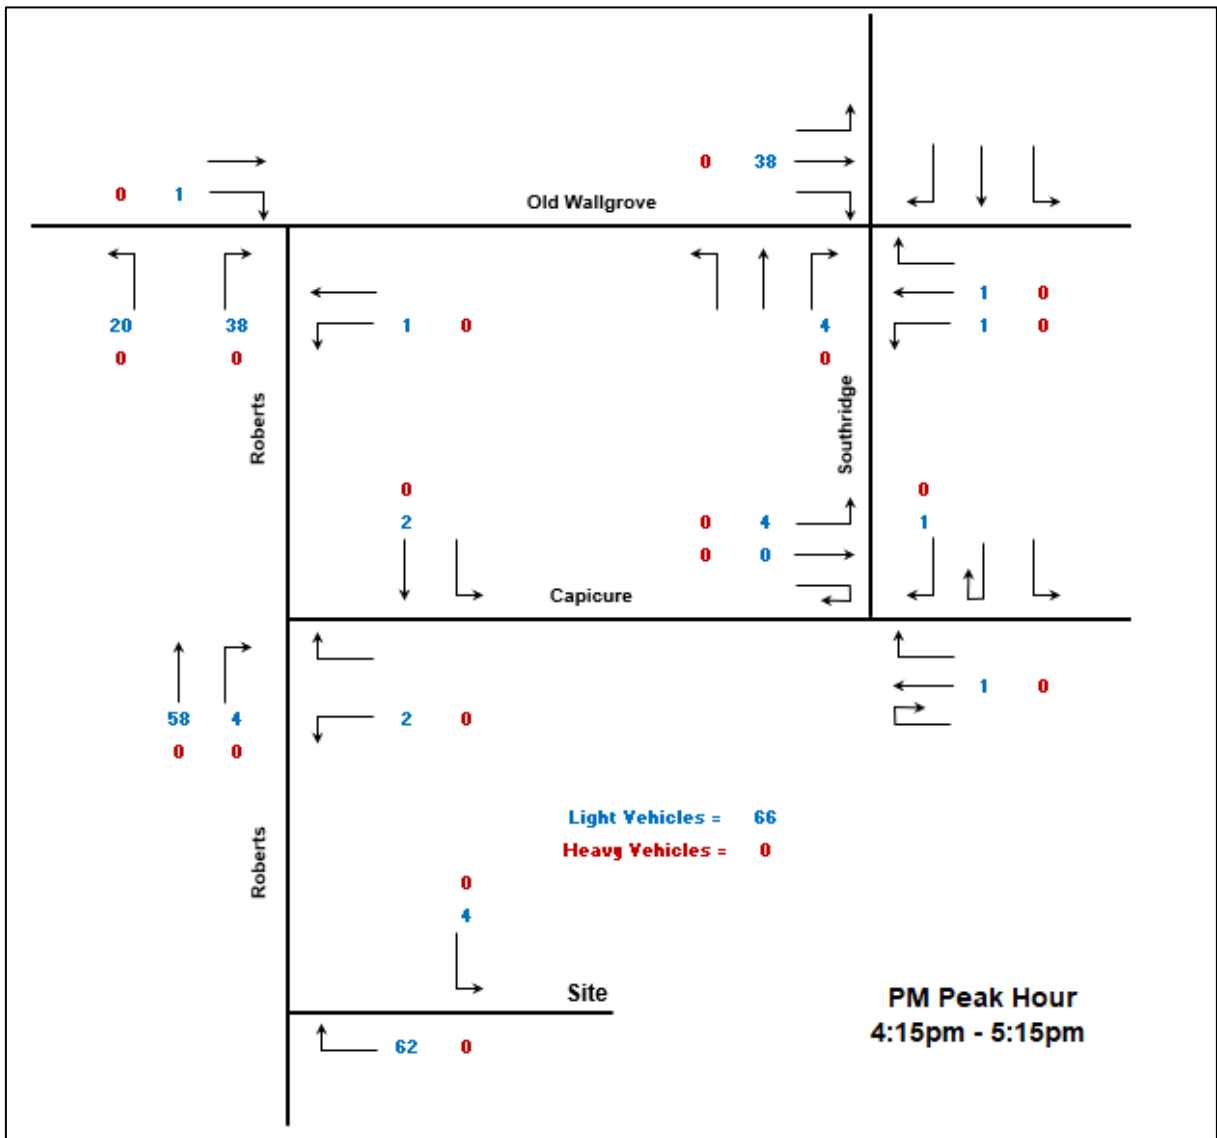 0 38
0 1
Old Wallgrove
1 0
20 38 1 0 4 1 0
0 0 0
Roberts
Southridge
0 0
2 0 4 1
0 0
Capicure
1 0
58 4 2 0
0 0
Light Vehicles = 66
Heavy Vehicles = 0
Roberts
0
4
Site
PM Peak Hour
4:15pm - 5:15pm
62 0